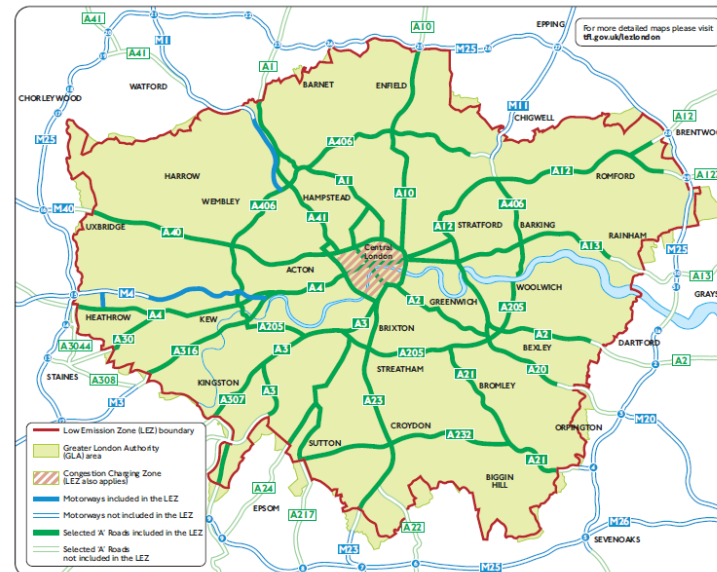 A41
A10
EPPING
For more detailed maps please visit
tfl.gov.uk/lezlondon
M1
A41
A1
M25
BARNET
ENFIELD
WATFORD
CHORLEYWOOD
M11
CHIGWELL
A12
BRENTWOO
M25
A406
HARROW
A12
ROMFORD
A12
A1
WEMBLEY
A406
HAMPSTEAD
A10
A406
M40
UXBRIDGE
A41
STRATFORD
BARKING
A12
RAINHAM
A40
Central
London
A13
M25
ACTON
A13
M4
A4
WOOLWICH
GRAYS
HEATHROW
A4
KEW
A2
GREENWICH
A205
A205
A3
BRIXTON
A30
A2
A3044
A316
A3
A205
BEXLEY
DARTFORD
STREATHAM
A2
STAINES
A308
A21
A20
KINGSTON
A3
BROMLEY
M3
A307
A23
M20
CROYDON
ORPINGTON
A232
SUTTON
A21
BIGGIN
HILL
A24
EPSOM
A217
A22
M26
M23
SEVENOAKS
M25
Low Emission Zone (LEZ) boundary
Greater London Authority
(GLA) area
Congestion Charging Zone
(LEZ also applies)
Motorways included in the LEZ
Motorways not included in the LEZ
Selected 'A' Roads included in the LEZ
Selected 'A' Roads
not included in the LEZ